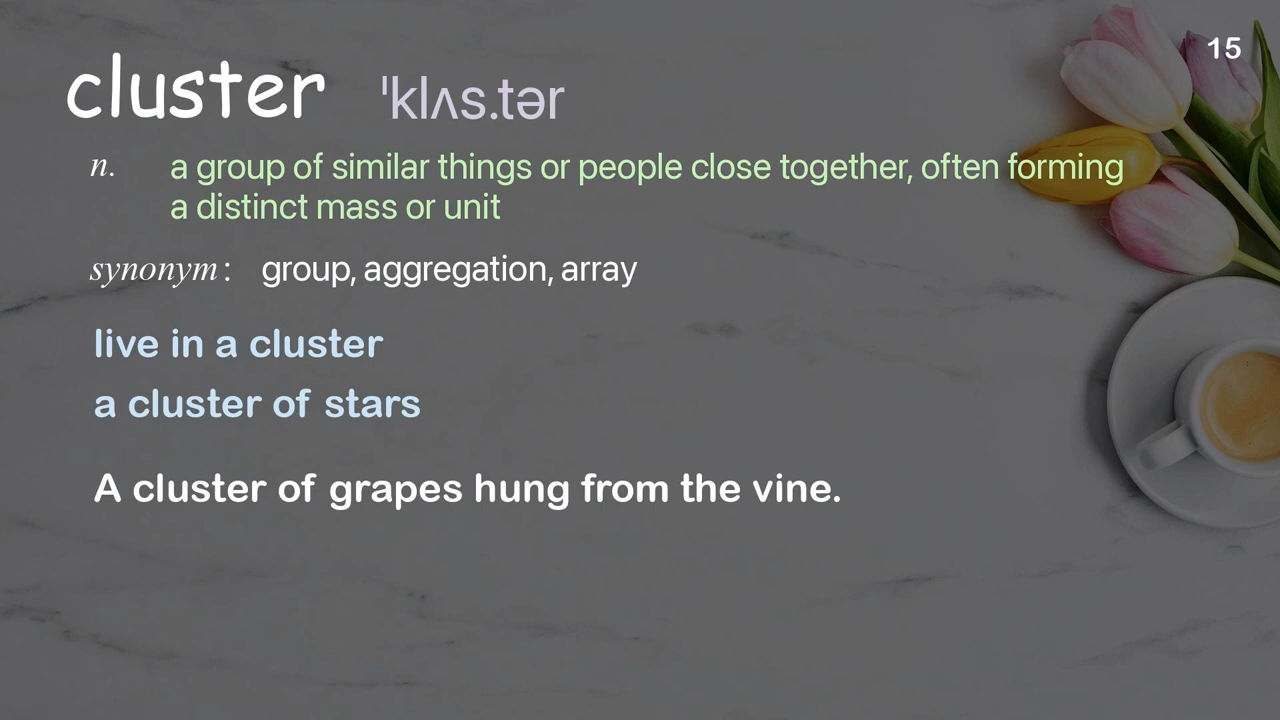 15
cluster ˈklʌs.tər
n. a group of similar things or people close together, often forming
a distinct mass or unit
synonym: group, aggregation, array
live in a cluster
a cluster of stars
A cluster of grapes hung from the vine.